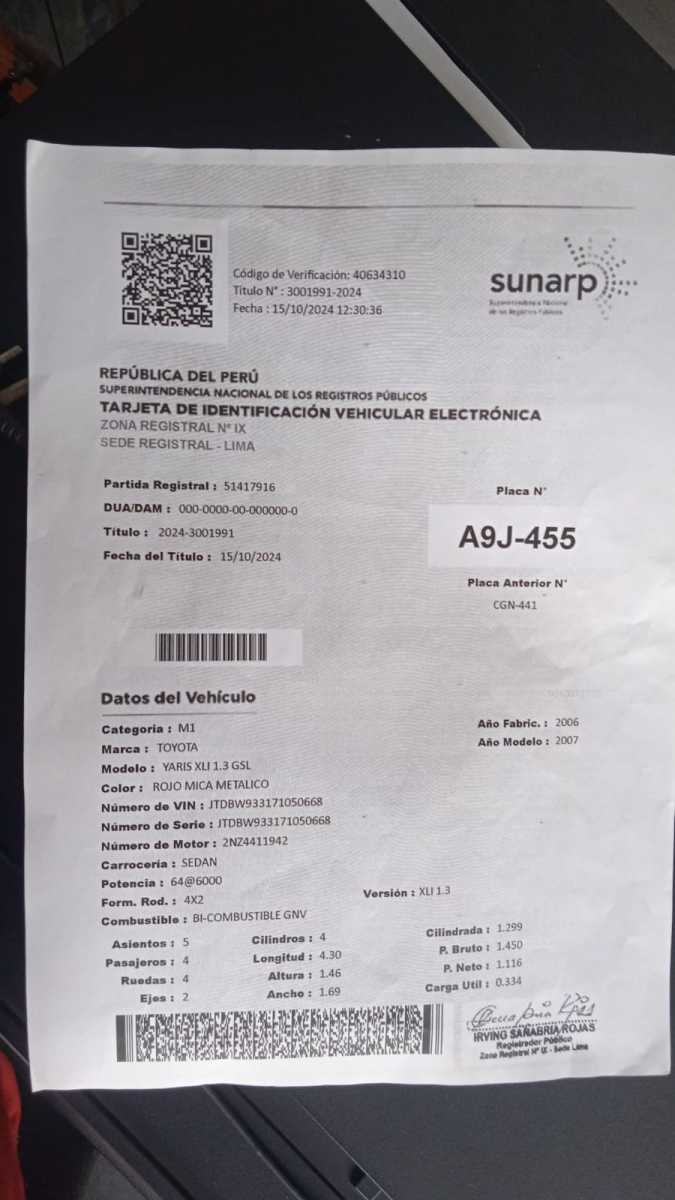 Código de Verificación: 40634310
Titulo N° : 3001991-2024
Fecha : 15/10/2024 12:30:36
sunarp
Superintendencia Nacional
de los Registros Públicos
REPÚBLICA DEL PERÚ
SUPERINTENDENCIA NACIONAL DE LOS REGISTROS PÚBLICOS
TARJETA DE IDENTIFICACIÓN VEHICULAR ELECTRÓNICA
ZONA REGISTRAL N° IX
SEDE REGISTRAL - LIMA
Partida Registral : 51417916
DUA/DAM : 000-0000-00-000000-0
Título : 2024-3001991
Fecha del Título : 15/10/2024
Placa N°
A9J-455
Placa Anterior N°
CGN-441
Datos del Vehículo
Categoria : M1
Marca : TOYOTA
Modelo : YARIS XLI 1.3 GSL
Color : ROJO MICA METALICO
Número de VIN : JTDBW933171050668
Número de Serie : JTDBW933171050668
Número de Motor : 2NZ4411942
Carrocería : SEDAN
Potencia : 64@6000
Form. Rod. : 4X2
Combustible : BI-COMBUSTIBLE GNV
Año Fabric. : 2006
Año Modelo : 2007
Versión : XLI 1.3
Asientos : 5
Pasajeros : 4
Ruedas : 4
Ejes : 2
Cilindros : 4
Longitud : 4.30
Altura : 1.46
Ancho : 1.69
Cilindrada : 1.299
P. Bruto : 1.450
P. Neto : 1.116
Carga Util : 0.334
IRVING SANABRIA ROJAS
Registrador Público
Zona Registral N° IX - Sede Lima